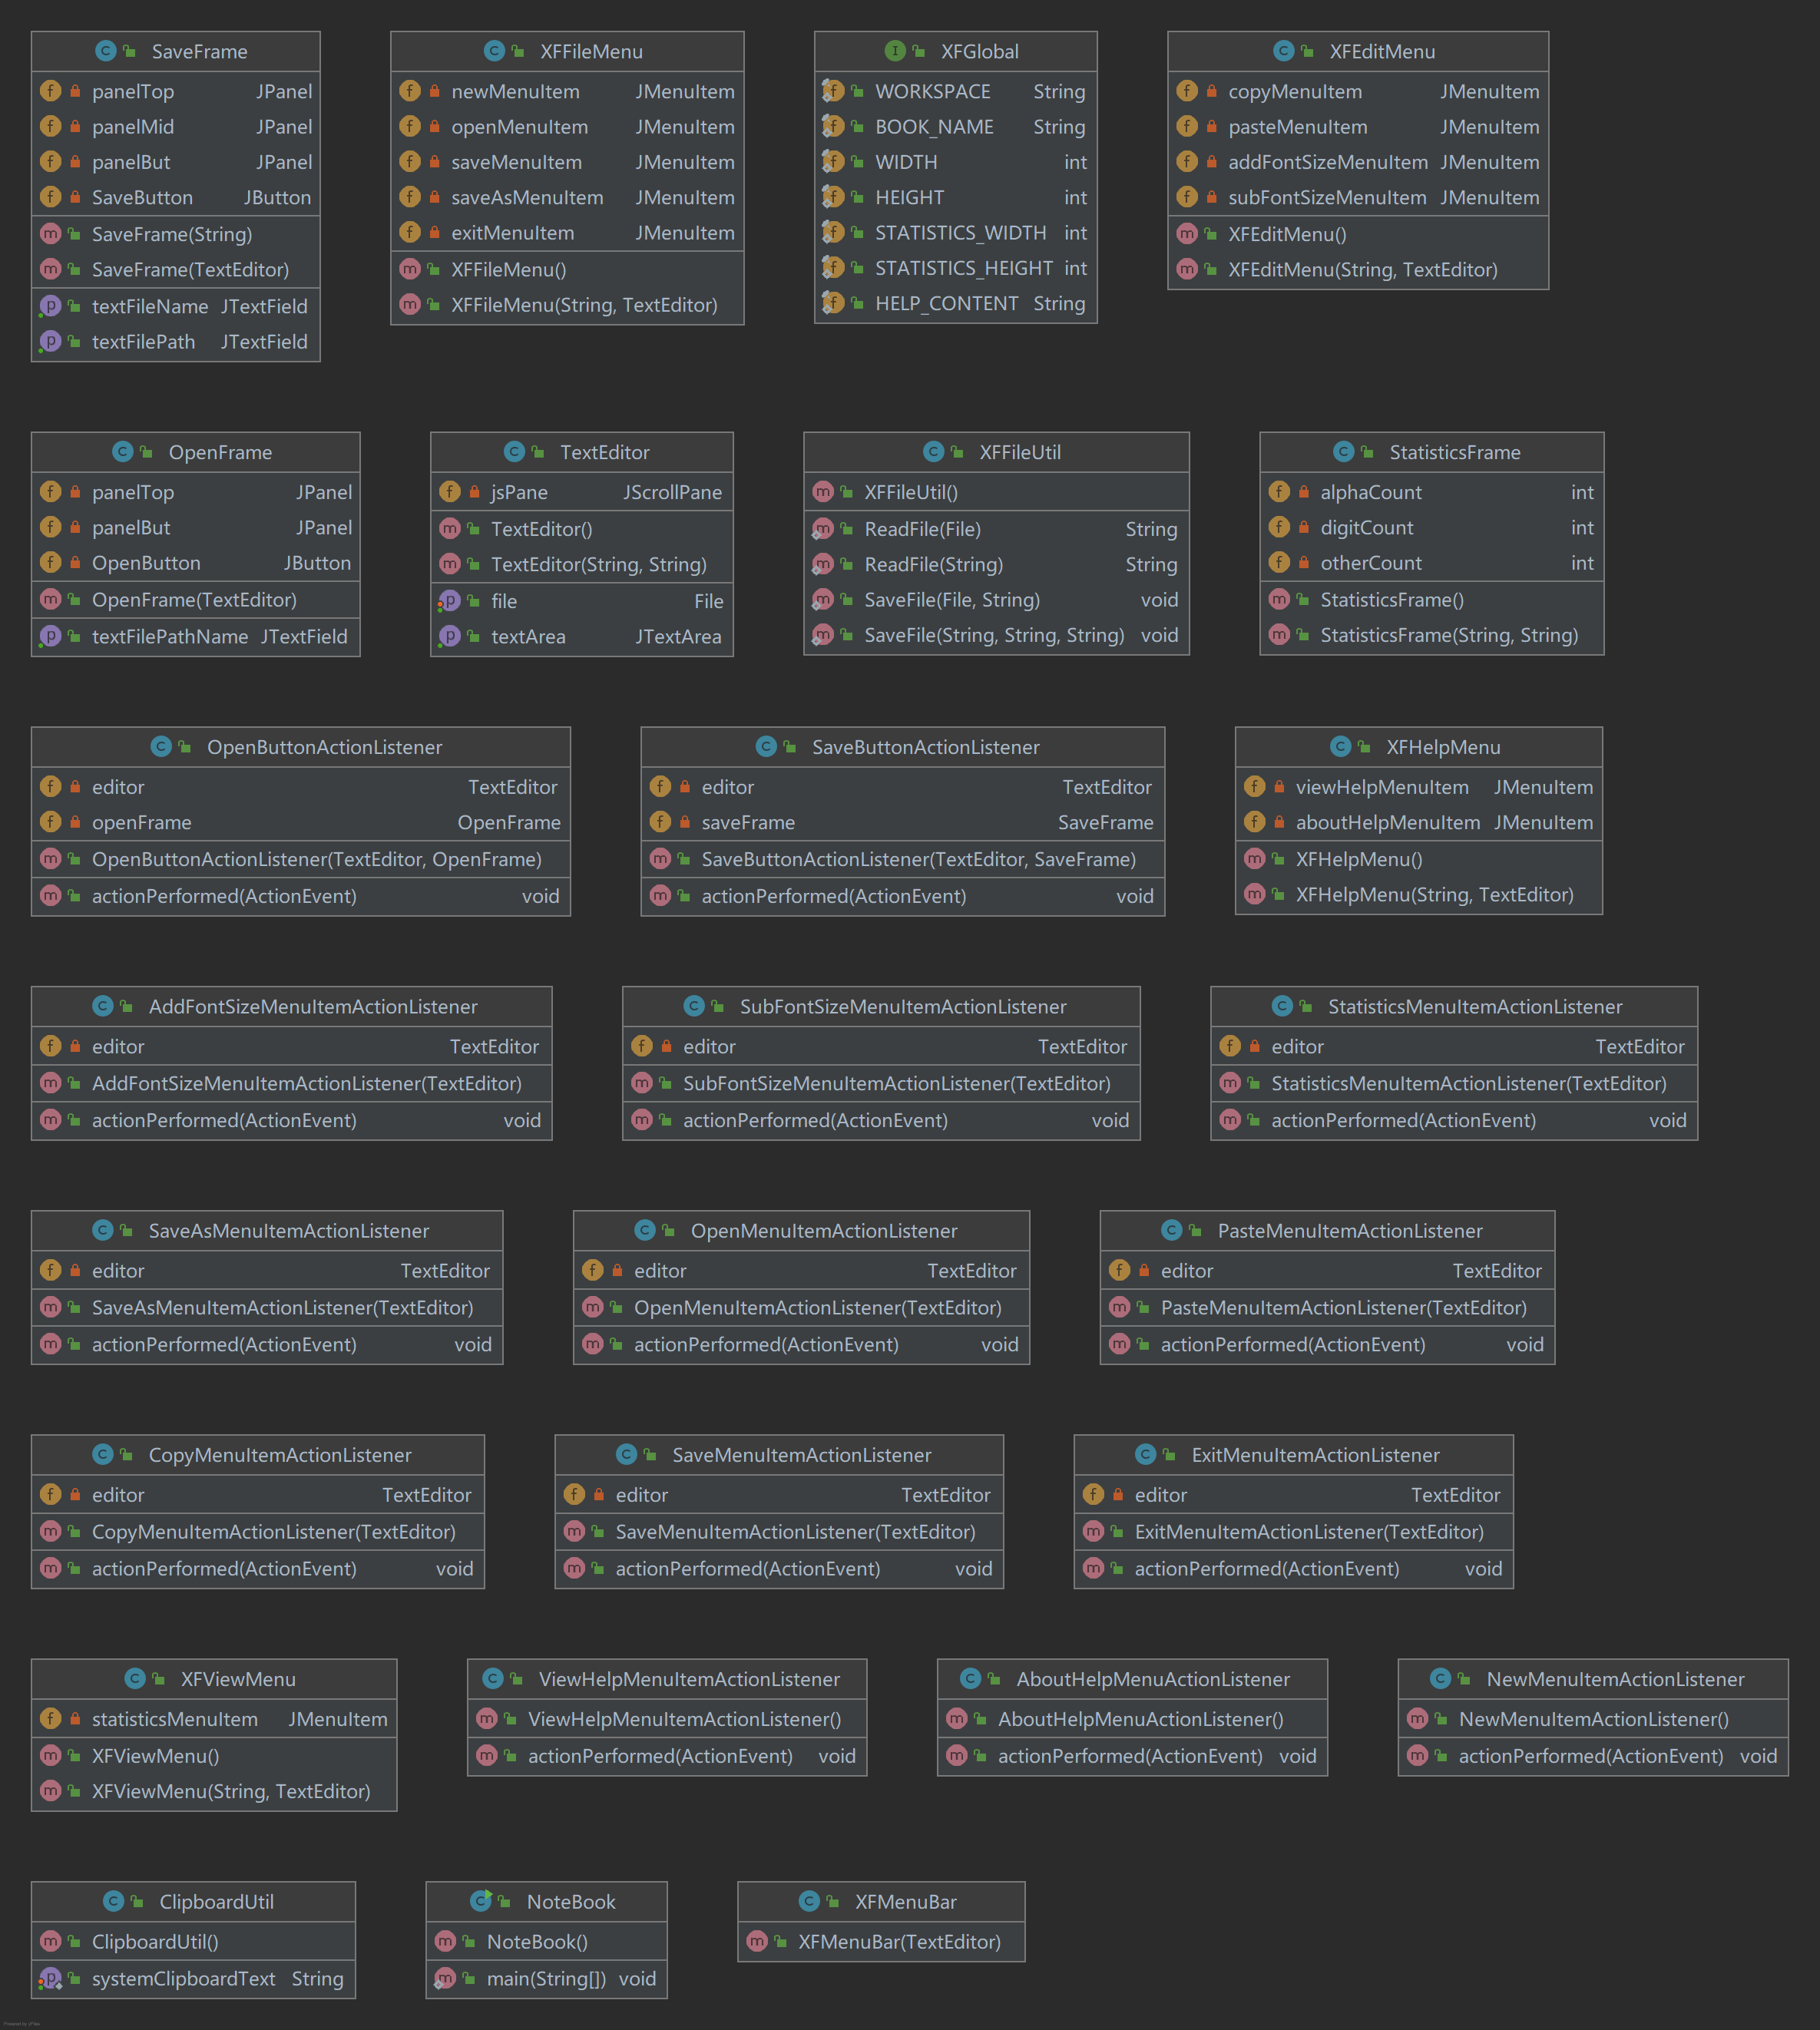 SaveFrame
panelTop JPanel
panelMid JPanel
panelBut JPanel
SaveButton JButton
SaveFrame(String)
SaveFrame(TextEditor)
textFileName JTextField
textFilePath JTextField
XFFileMenu
newMenuItem JMenuItem
openMenuItem JMenuItem
saveMenuItem JMenuItem
saveAsMenuItem JMenuItem
exitMenuItem JMenuItem
XFFileMenu()
XFFileMenu(String, TextEditor)
XFGlobal
WORKSPACE String
BOOK_NAME String
WIDTH int
HEIGHT int
STATISTICS_WIDTH int
STATISTICS_HEIGHT int
HELP_CONTENT String
XFEditMenu
copyMenuItem JMenuItem
pasteMenuItem JMenuItem
addFontSizeMenuItem JMenuItem
subFontSizeMenuItem JMenuItem
XFEditMenu()
XFEditMenu(String, TextEditor)
OpenFrame
panelTop JPanel
panelBut JPanel
OpenButton JButton
OpenFrame(TextEditor)
textFilePathName JTextField
TextEditor
jsPane JScrollPane
TextEditor()
TextEditor(String, String)
file File
textArea JTextArea
XFFileUtil
XFFileUtil()
ReadFile(File) String
ReadFile(String) String
SaveFile(File, String) void
SaveFile(String, String, String) void
StatisticsFrame
alphaCount int
digitCount int
otherCount int
StatisticsFrame()
StatisticsFrame(String, String)
OpenButtonActionListener
editor TextEditor
openFrame OpenFrame
OpenButtonActionListener(TextEditor, OpenFrame)
actionPerformed(ActionEvent) void
SaveButtonActionListener
editor TextEditor
saveFrame SaveFrame
SaveButtonActionListener(TextEditor, SaveFrame)
actionPerformed(ActionEvent) void
XFHelpMenu
viewHelpMenuItem JMenuItem
aboutHelpMenuItem JMenuItem
XFHelpMenu()
XFHelpMenu(String, TextEditor)
AddFontSizeMenuItemActionListener
editor TextEditor
AddFontSizeMenuItemActionListener(TextEditor)
actionPerformed(ActionEvent) void
SubFontSizeMenuItemActionListener
editor TextEditor
SubFontSizeMenuItemActionListener(TextEditor)
actionPerformed(ActionEvent) void
StatisticsMenuItemActionListener
editor TextEditor
StatisticsMenuItemActionListener(TextEditor)
actionPerformed(ActionEvent) void
SaveAsMenuItemActionListener
editor TextEditor
SaveAsMenuItemActionListener(TextEditor)
actionPerformed(ActionEvent) void
OpenMenuItemActionListener
editor TextEditor
OpenMenuItemActionListener(TextEditor)
actionPerformed(ActionEvent) void
PasteMenuItemActionListener
editor TextEditor
PasteMenuItemActionListener(TextEditor)
actionPerformed(ActionEvent) void
CopyMenuItemActionListener
editor TextEditor
CopyMenuItemActionListener(TextEditor)
actionPerformed(ActionEvent) void
SaveMenuItemActionListener
editor TextEditor
SaveMenuItemActionListener(TextEditor)
actionPerformed(ActionEvent) void
ExitMenuItemActionListener
editor TextEditor
ExitMenuItemActionListener(TextEditor)
actionPerformed(ActionEvent) void
XFViewMenu
statisticsMenuItem JMenuItem
XFViewMenu()
XFViewMenu(String, TextEditor)
ViewHelpMenuItemActionListener
ViewHelpMenuItemActionListener()
actionPerformed(ActionEvent) void
AboutHelpMenuActionListener
AboutHelpMenuActionListener()
actionPerformed(ActionEvent) void
NewMenuItemActionListener
NewMenuItemActionListener()
actionPerformed(ActionEvent) void
ClipboardUtil
ClipboardUtil()
systemClipboardText String
NoteBook
NoteBook()
main(String[]) void
XFMenuBar
XFMenuBar(TextEditor)
Powered by yFiles